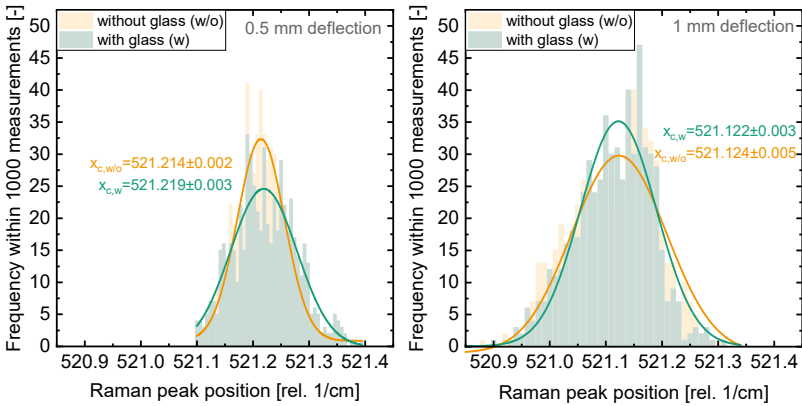 Frequency within 1000 measurements [-]
50
45
40
35
30
25
20
15
10
5
0
without glass (w/o)
with glass (w)
0.5 mm deflection
x_c,w/o=521.214±0.002
x_c,w=521.219±0.003
520.9 521.0 521.1 521.2 521.3 521.4
Raman peak position [rel. 1/cm]
Frequency within 1000 measurements [-]
50
45
40
35
30
25
20
15
10
5
0
without glass (w/o)
with glass (w)
1 mm deflection
x_c,w=521.122±0.003
x_c,w/o=521.124±0.005
520.9 521.0 521.1 521.2 521.3 521.4
Raman peak position [rel. 1/cm]